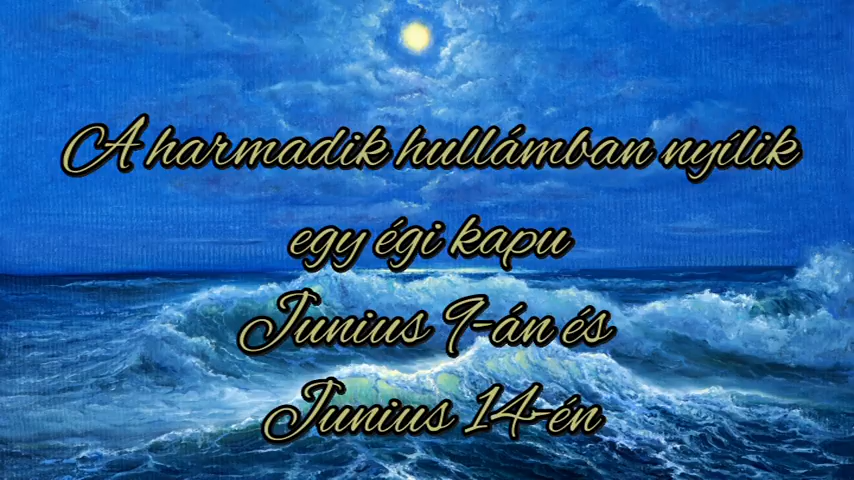 A harmadik hullámban nyílik
egy égi kapu
Junius 9-án és
Junius 14-én